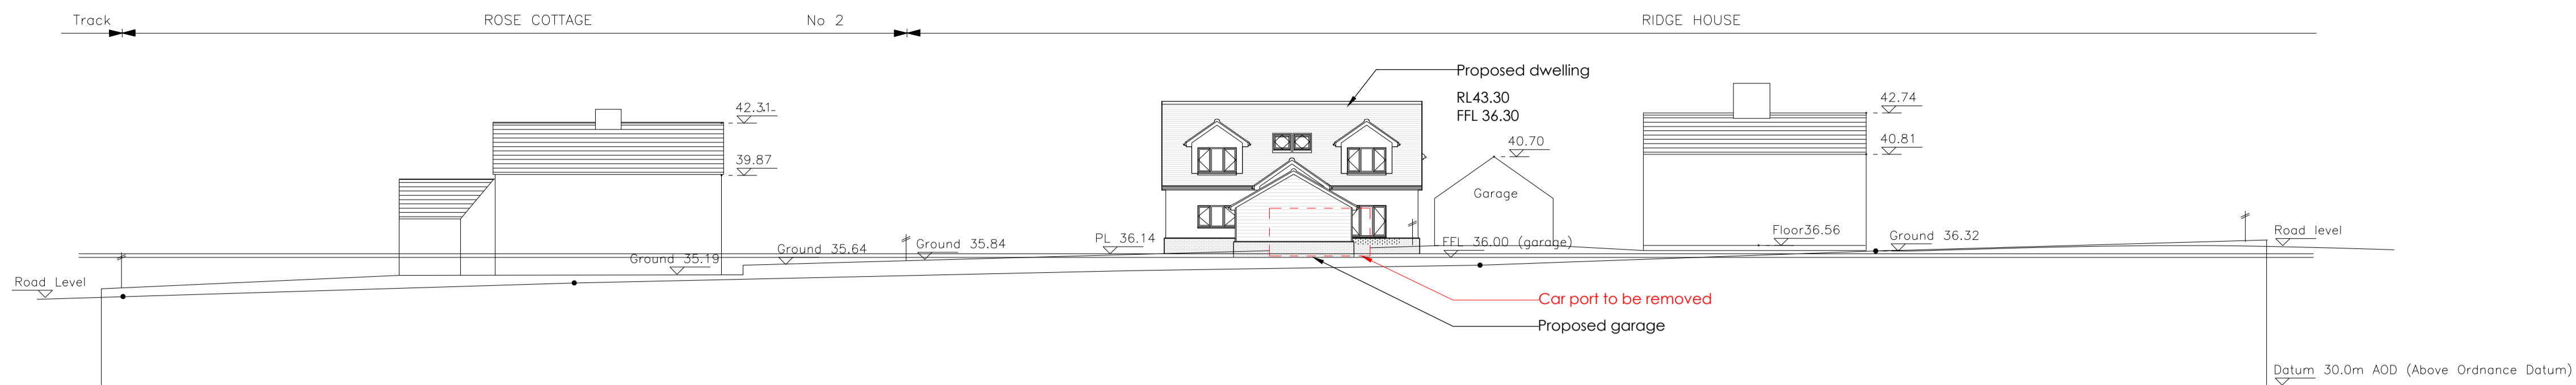 Track
ROSE COTTAGE
No 2
RIDGE HOUSE
Proposed dwelling
RL43.30
FFL 36.30
42.31
42.74
40.70
40.81
39.87
Garage
Ground 35.19
Ground 35.64
Ground 35.84
PL 36.14
FFL 36.00 (garage)
Floor36.56
Ground 36.32
Road level
Road Level
Car port to be removed
Proposed garage
Datum 30.0m AOD (Above Ordnance Datum)